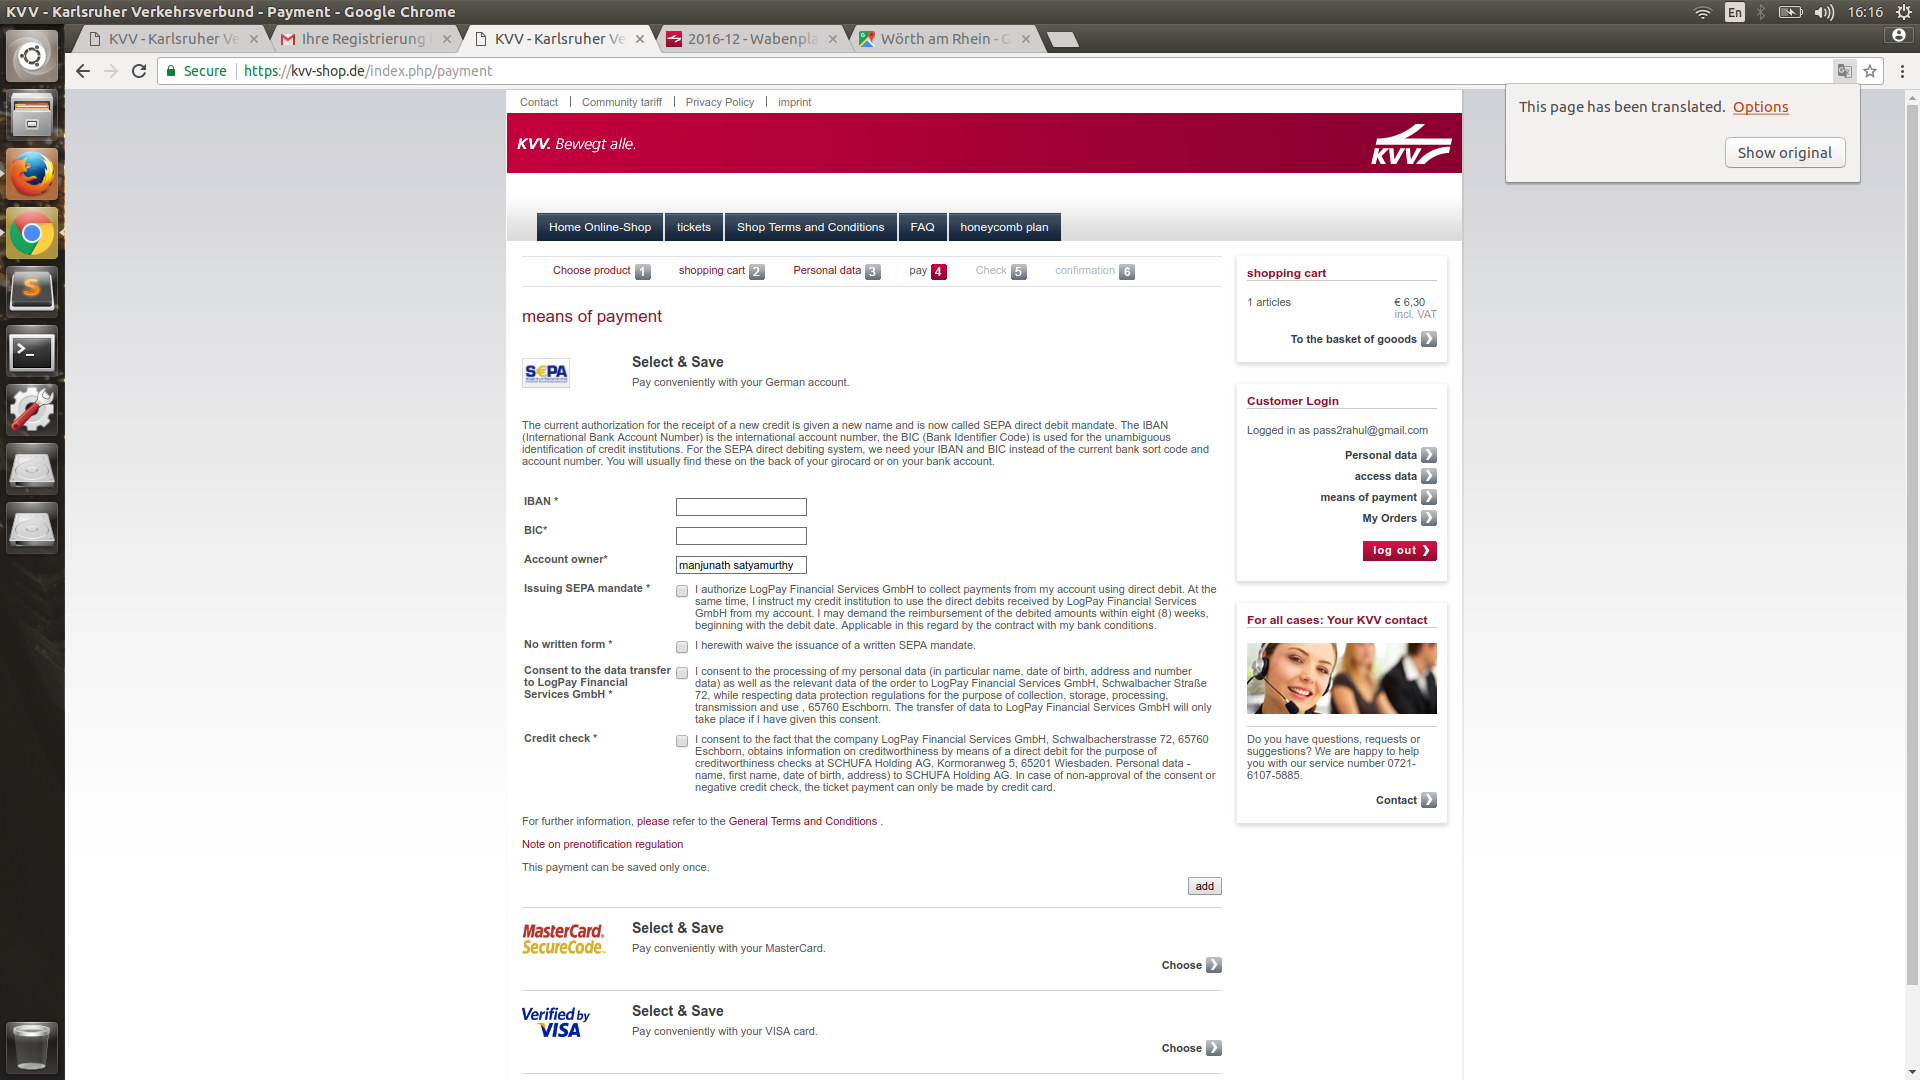 KVV - Karlsruher Verkehrsverbund - Payment - Google Chrome
En
16:16
KVV - Karlsruher Ve
Ihre Registrierung
KVV - Karlsruher Ve
2016-12 - Wabenpla
Wörth am Rhein - G
Secure
https://kvv-shop.de/index.php/payment
This page has been translated. Options
Show original
Contact
Community tariff
Privacy Policy
imprint
KVV. Bewegt alle.
KVV
Home Online-Shop
tickets
Shop Terms and Conditions
FAQ
honeycomb plan
Choose product 1
shopping cart 2
Personal data 3
pay 4
Check 5
confirmation 6
means of payment
S€PA
Select & Save
Pay conveniently with your German account.
The current authorization for the receipt of a new credit is given a new name and is now called SEPA direct debit mandate. The IBAN
(International Bank Account Number) is the international account number, the BIC (Bank Identifier Code) is used for the unambiguous
identification of credit institutions. For the SEPA direct debiting system, we need your IBAN and BIC instead of the current bank sort code and
account number. You will usually find these on the back of your girocard or on your bank account.
IBAN *
BIC*
Account owner*
manjunath satyamurthy
Issuing SEPA mandate *
I authorize LogPay Financial Services GmbH to collect payments from my account using direct debit. At the
same time, I instruct my credit institution to use the direct debits received by LogPay Financial Services
GmbH from my account. I may demand the reimbursement of the debited amounts within eight (8) weeks,
beginning with the debit date. Applicable in this regard by the contract with my bank conditions.
No written form *
I herewith waive the issuance of a written SEPA mandate.
Consent to the data transfer
to LogPay Financial
Services GmbH *
I consent to the processing of my personal data (in particular name, date of birth, address and number
data) as well as the relevant data of the order to LogPay Financial Services GmbH, Schwalbacher Straße
72, while respecting data protection regulations for the purpose of collection, storage, processing,
transmission and use , 65760 Eschborn. The transfer of data to LogPay Financial Services GmbH will only
take place if I have given this consent.
Credit check *
I consent to the fact that the company LogPay Financial Services GmbH, Schwalbacherstrasse 72, 65760
Eschborn, obtains information on creditworthiness by means of a direct debit for the purpose of
creditworthiness checks at SCHUFA Holding AG, Kormoranweg 5, 65201 Wiesbaden. Personal data -
name, first name, date of birth, address) to SCHUFA Holding AG. In case of non-approval of the consent or
negative credit check, the ticket payment can only be made by credit card.
For further information, please refer to the General Terms and Conditions .
Note on prenotification regulation
This payment can be saved only once.
add
MasterCard.
SecureCode
Select & Save
Pay conveniently with your MasterCard.
Choose
Verified by
VISA
Select & Save
Pay conveniently with your VISA card.
Choose
shopping cart
1 articles
€ 6,30
incl. VAT
To the basket of gooods
Customer Login
Logged in as pass2rahul@gmail.com
Personal data
access data
means of payment
My Orders
log out
For all cases: Your KVV contact
Do you have questions, requests or
suggestions? We are happy to help
you with our service number 0721-
6107-5885.
Contact